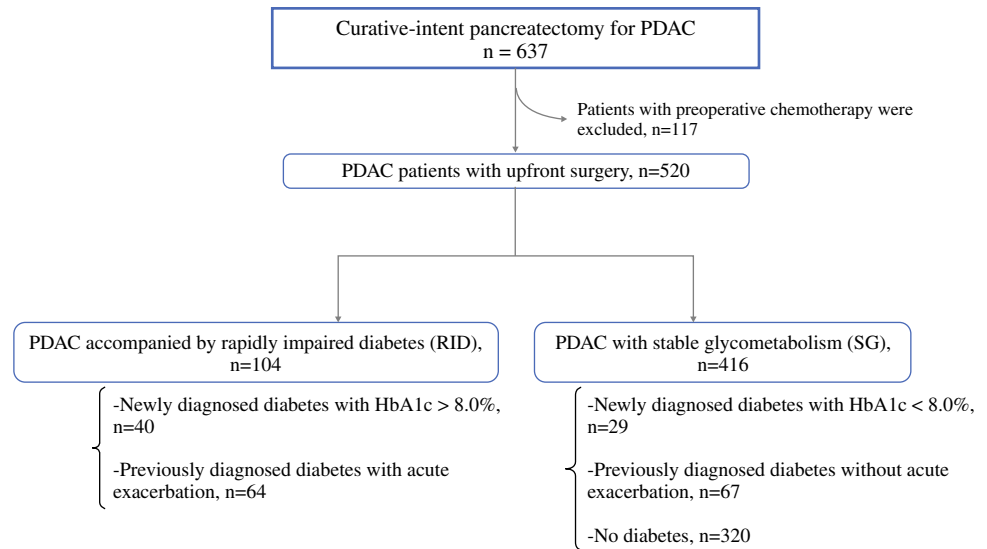 Curative-intent pancreatectomy for PDAC
n = 637
Patients with preoperative chemotherapy were
excluded, n=117
PDAC patients with upfront surgery, n=520
PDAC accompanied by rapidly impaired diabetes (RID),
n=104
-Newly diagnosed diabetes with HbA1c > 8.0%,
n=40
-Previously diagnosed diabetes with acute
exacerbation, n=64
PDAC with stable glycometabolism (SG),
n=416
-Newly diagnosed diabetes with HbA1c < 8.0%,
n=29
-Previously diagnosed diabetes without acute
exacerbation, n=67
-No diabetes, n=320